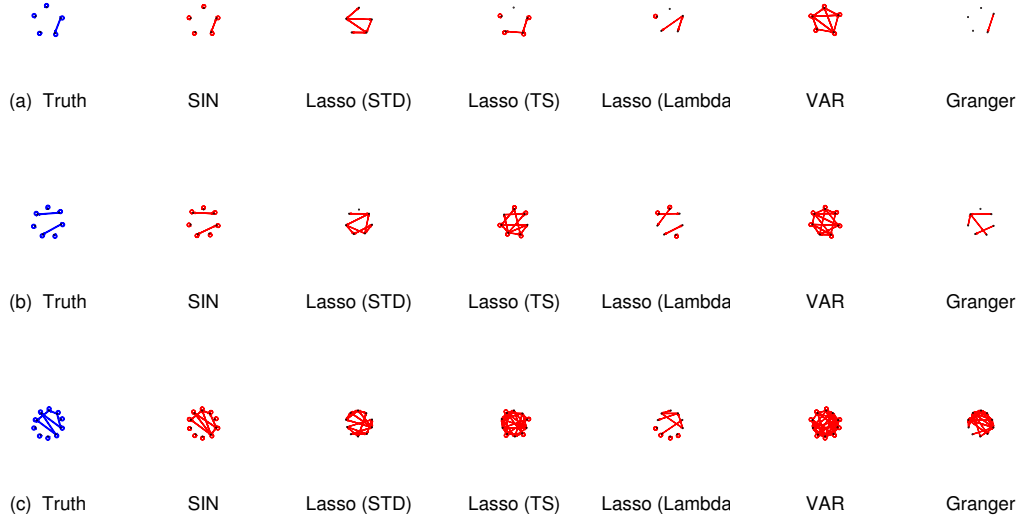 (a) Truth SIN Lasso (STD) Lasso (TS) Lasso (Lambda VAR Granger
(b) Truth SIN Lasso (STD) Lasso (TS) Lasso (Lambda VAR Granger
(c) Truth SIN Lasso (STD) Lasso (TS) Lasso (Lambda VAR Granger